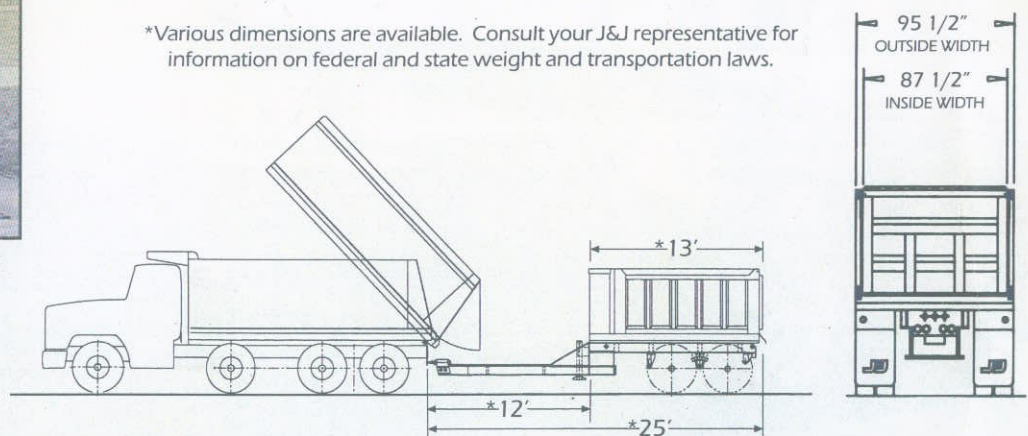 *Various dimensions are available. Consult your J&J representative for
information on federal and state weight and transportation laws.
95 1/2"
OUTSIDE WIDTH
87 1/2"
INSIDE WIDTH
*13'
*12'
*25'